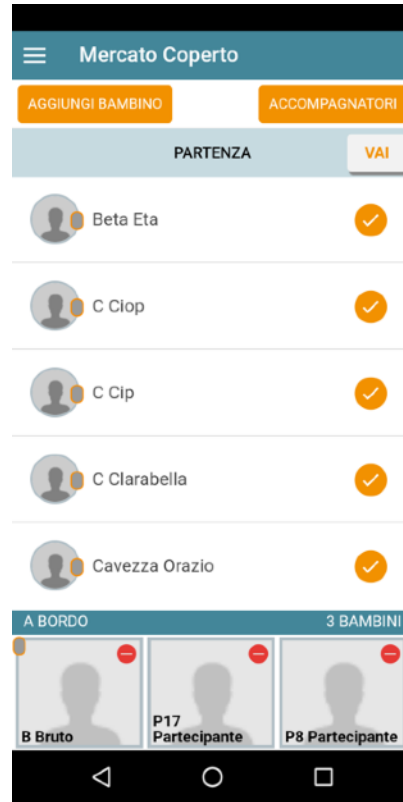 Mercato Coperto
AGGIUNGI BAMBINO
ACCOMPAGNATORI
PARTENZA
VAI
Beta Eta
C Ciop
C Cip
C Clarabella
Cavezza Orazio
A BORDO
3 BAMBINI
B Bruto
P17
Partecipante
P8 Partecipante